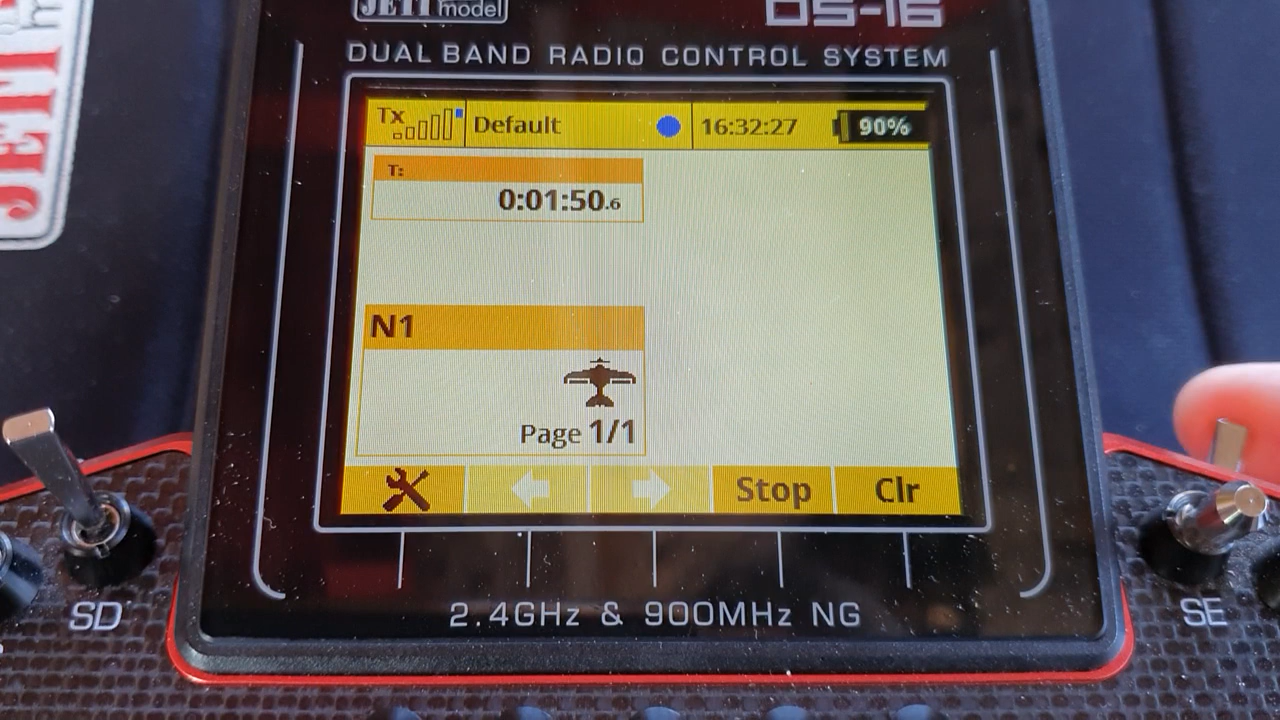 JETI model
DS-16
DUAL BAND RADIO CONTROL SYSTEM
Tx Default 16:32:27 90%
T:
0:01:50.6
N1
Page 1/1
Stop Clr
2.4GHz & 900MHz NG
SD
SE